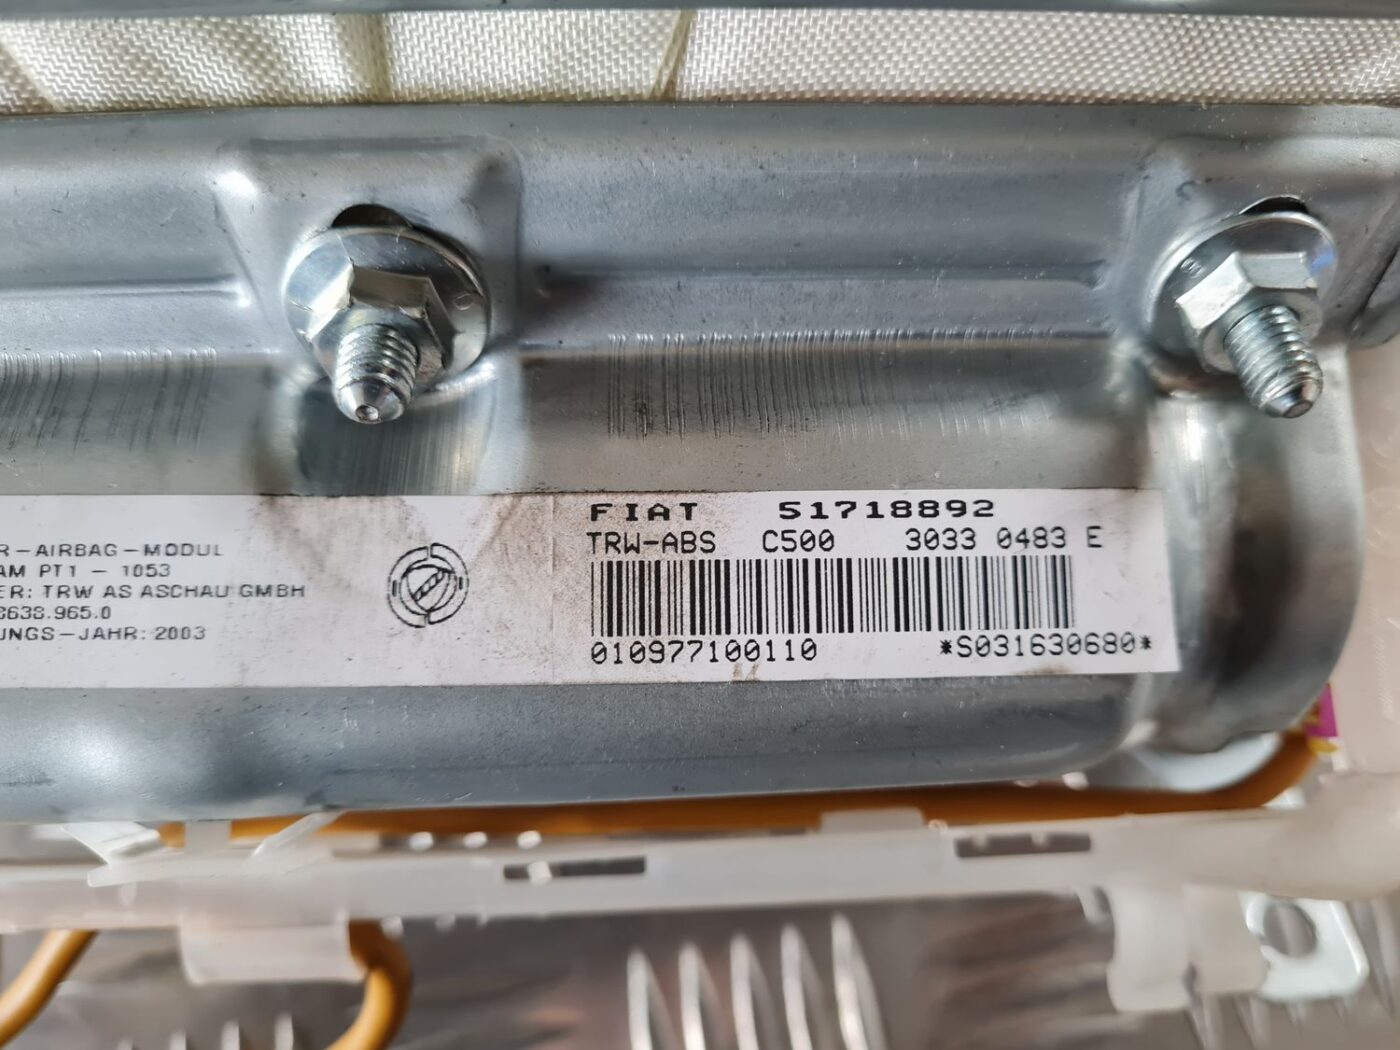 R-AIRBAG-MODUL
AM PT1 - 1053
ER: TRW AS ASCHAU GMBH
8638.965.0
UNGS-JAHR: 2003
FIAT 51718892
TRW-ABS C500 3033 0483 E
010977100110 *S031630680*